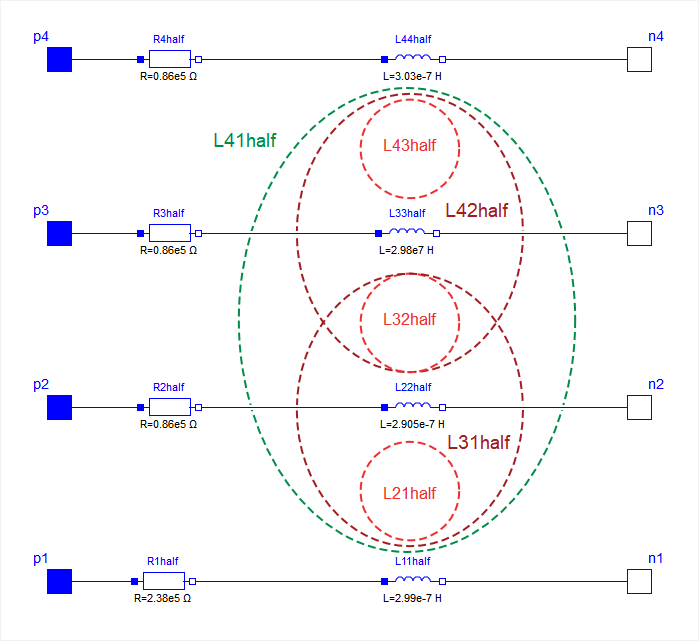 p4 R4half L44half n4
R=0.86e5 Ω L=3.03e-7 H
L41half
L43half
p3 R3half L33half L42half n3
R=0.86e5 Ω L=2.98e7 H
L32half
p2 R2half L22half n2
R=0.86e5 Ω L=2.905e-7 H
L31half
L21half
p1 R1half L11half n1
R=2.38e5 Ω L=2.99e-7 H